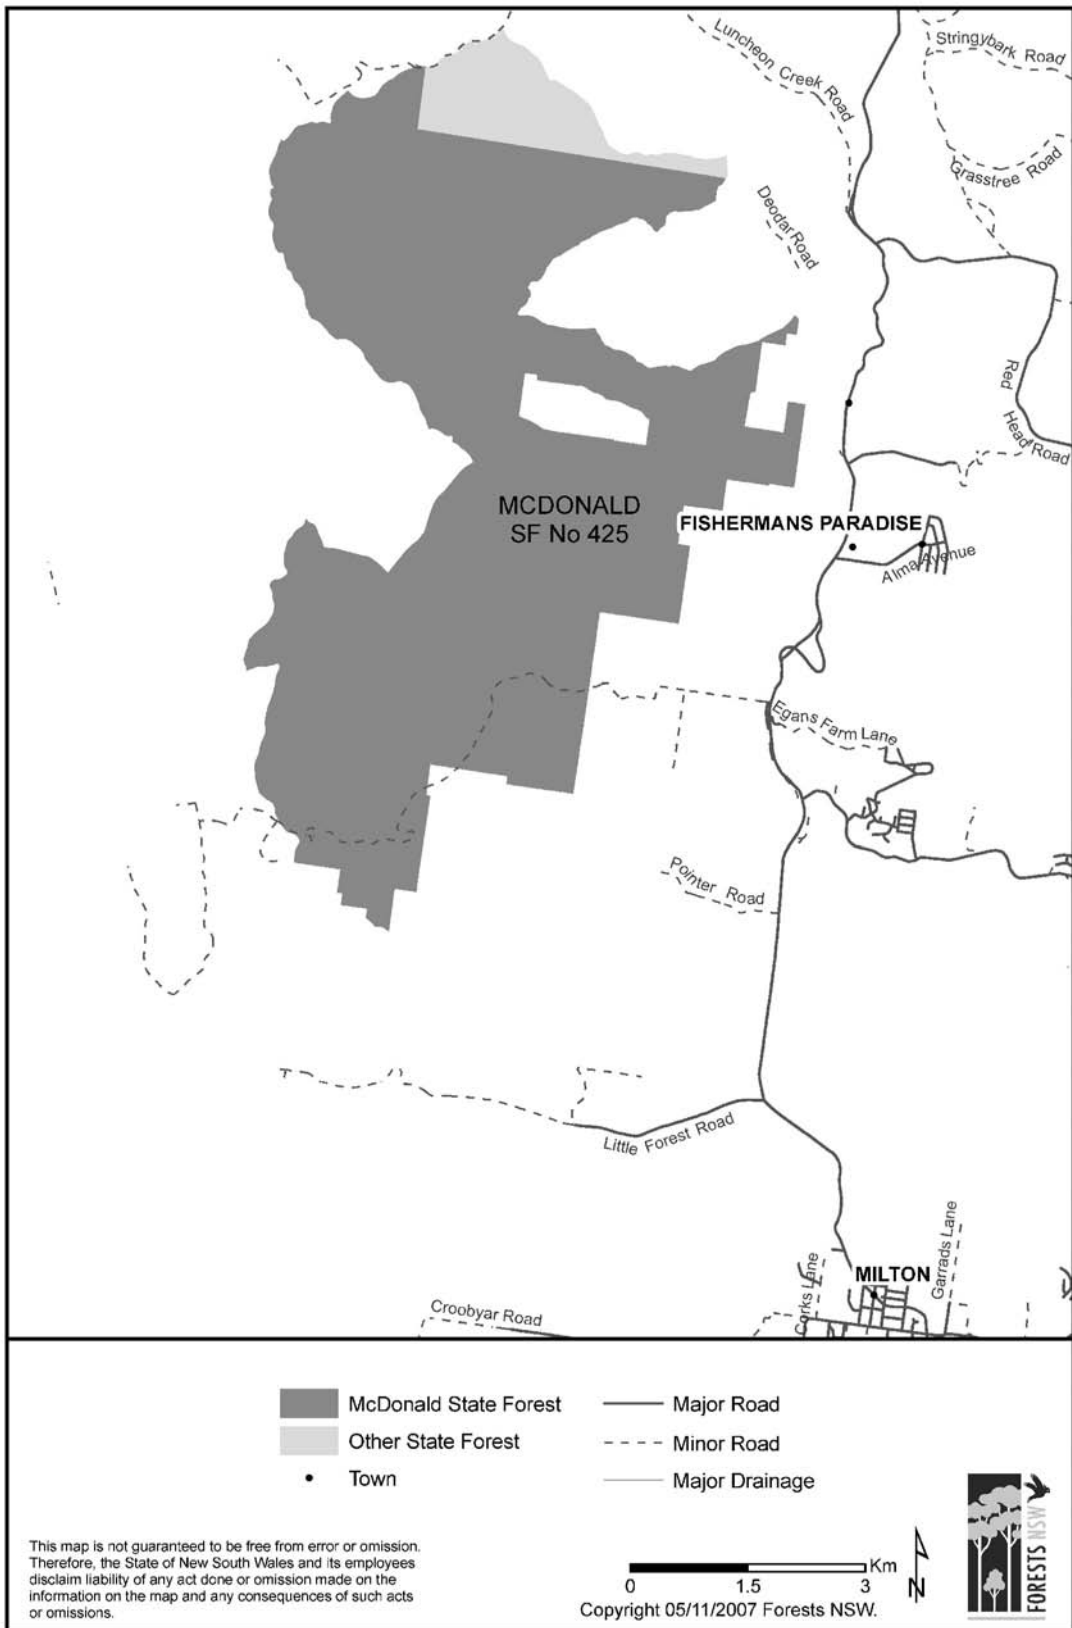 Luncheon Creek Road
Stringybark Road
Grasstree Road
Deodar Road
Red Head Road
MCDONALD
SF No 425
FISHERMANS PARADISE
Alma Avenue
Egans Farm Lane
Pointer Road
Little Forest Road
Garrads Lane
MILTON
Corks Lane
Croobyar Road
McDonald State Forest
Major Road
Other State Forest
Minor Road
Town
Major Drainage
This map is not guaranteed to be free from error or omission.
Therefore, the State of New South Wales and its employees
disclaim liability of any act done or omission made on the
information on the map and any consequences of such acts
or omissions.
Km
0 1.5 3
N
Copyright 05/11/2007 Forests NSW.
FORESTS NSW